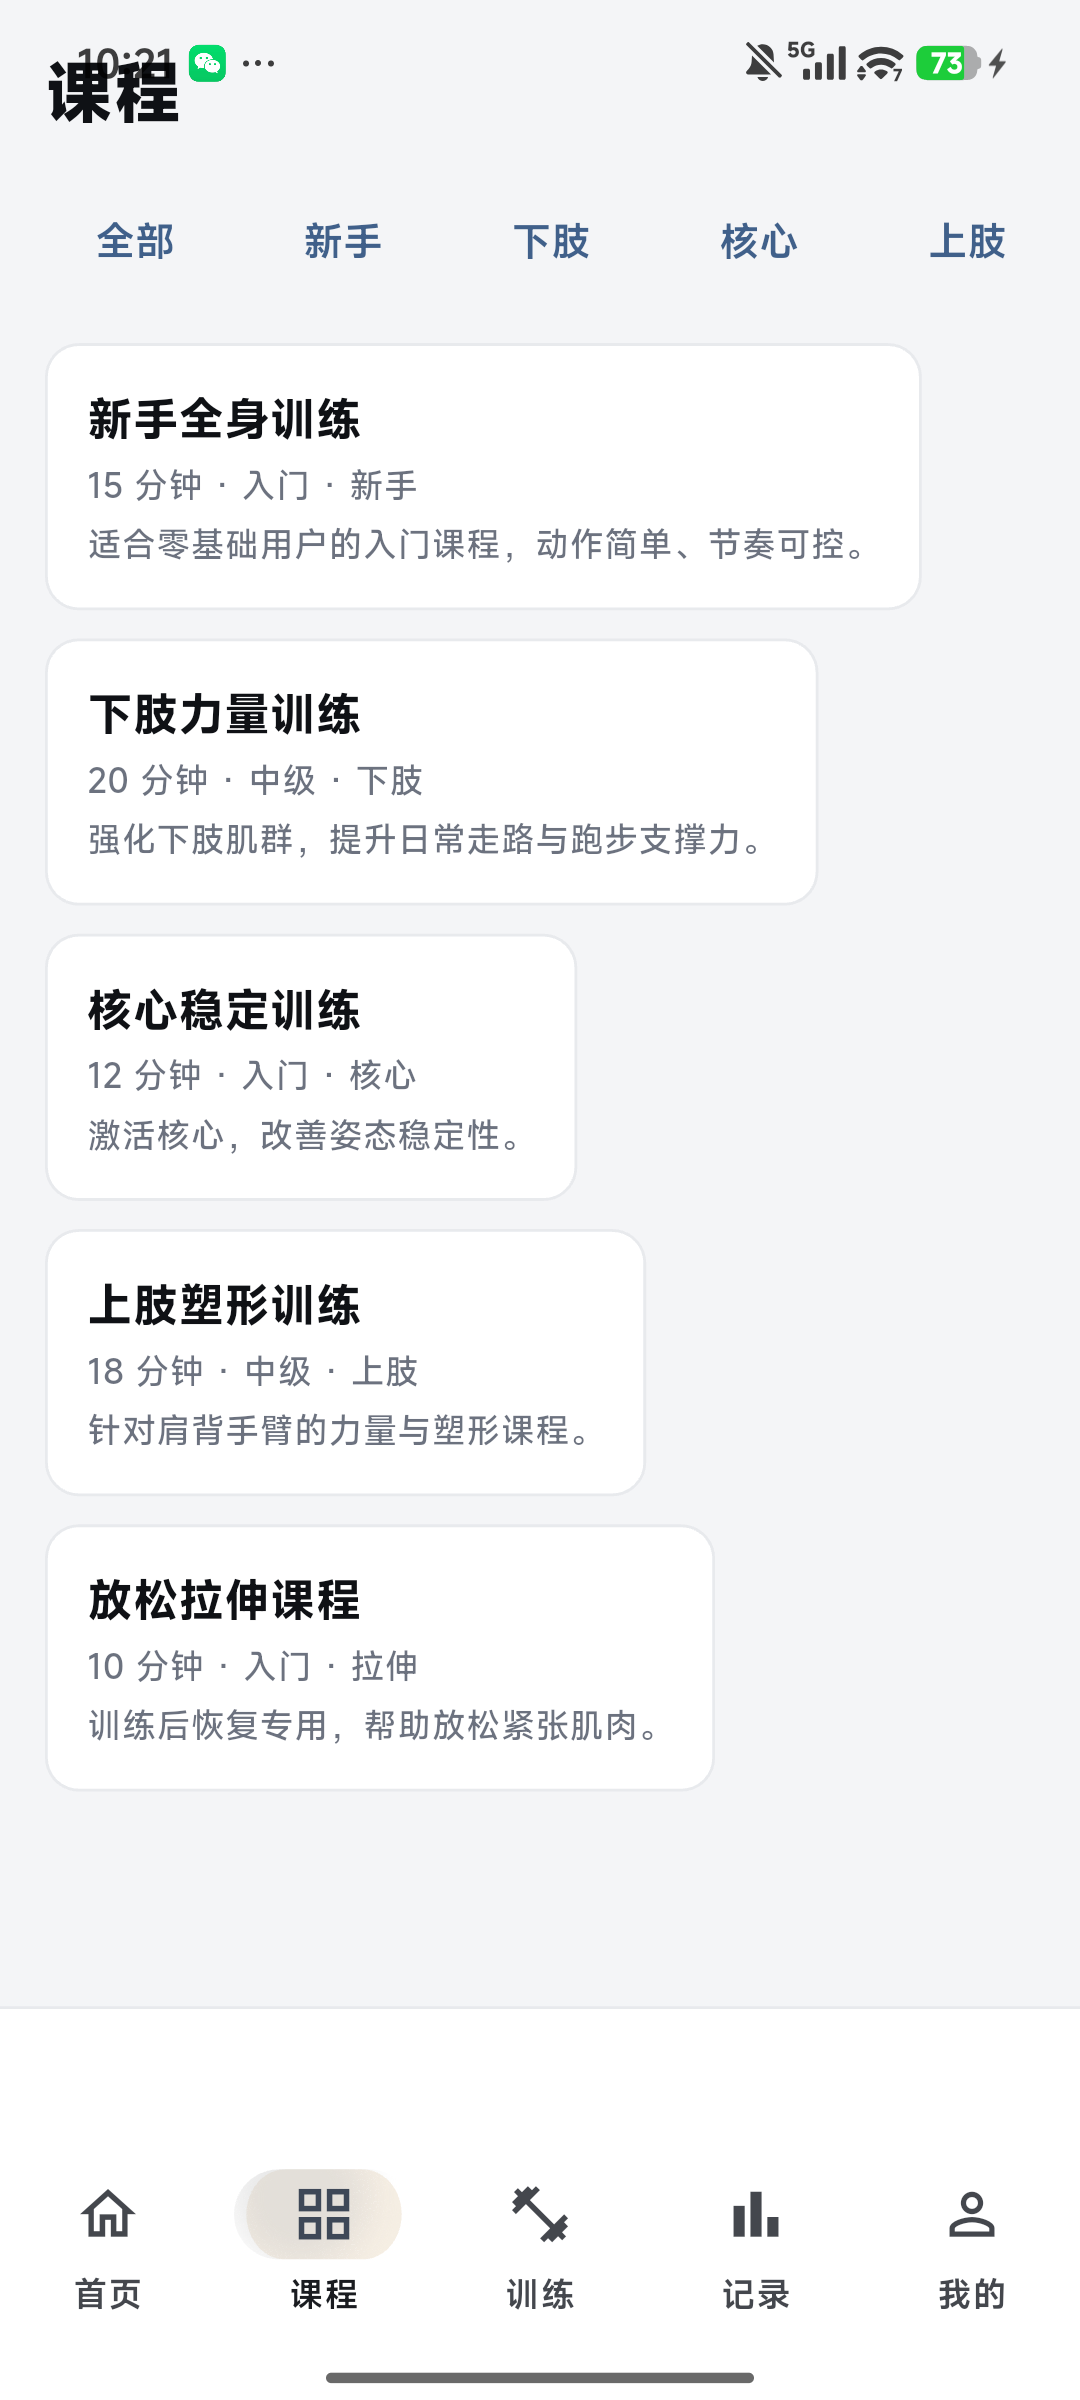 10:21
5G
7
73
课程
全部 新手 下肢 核心 上肢
新手全身训练
15 分钟 · 入门 · 新手
适合零基础用户的入门课程，动作简单、节奏可控。
下肢力量训练
20 分钟 · 中级 · 下肢
强化下肢肌群，提升日常走路与跑步支撑力。
核心稳定训练
12 分钟 · 入门 · 核心
激活核心，改善姿态稳定性。
上肢塑形训练
18 分钟 · 中级 · 上肢
针对肩背手臂的力量与塑形课程。
放松拉伸课程
10 分钟 · 入门 · 拉伸
训练后恢复专用，帮助放松紧张肌肉。
首页 课程 训练 记录 我的